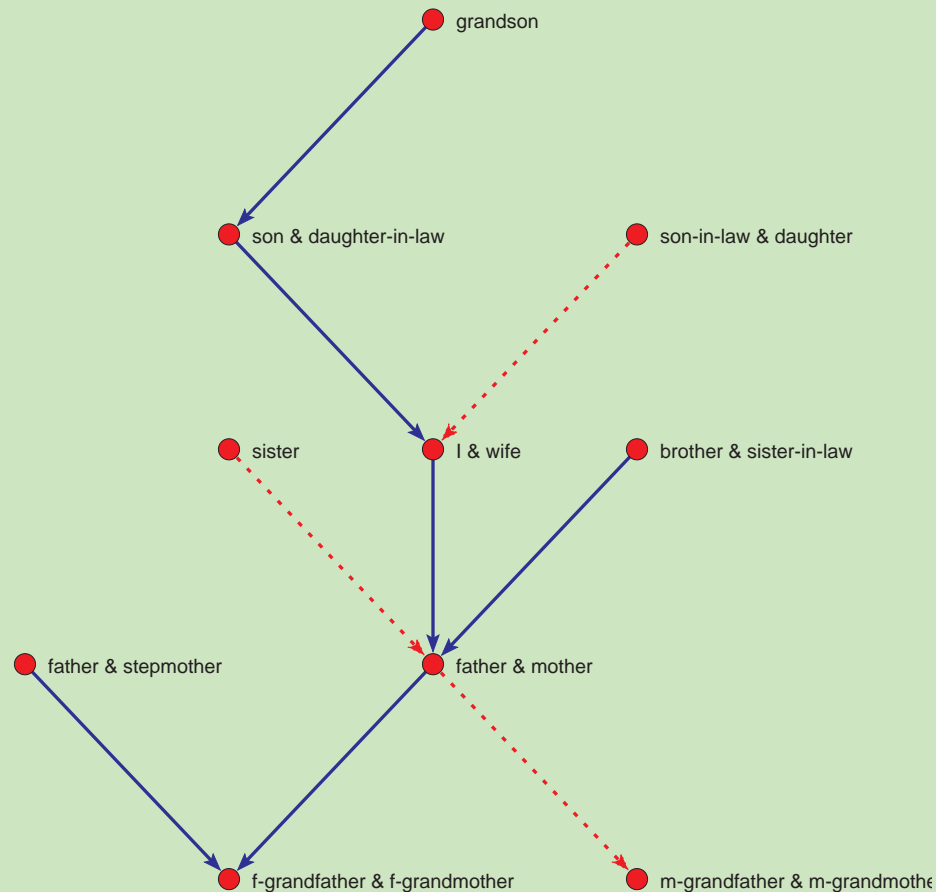 grandson
son & daughter-in-law
son-in-law & daughter
sister
I & wife
brother & sister-in-law
father & stepmother
father & mother
f-grandfather & f-grandmother
m-grandfather & m-grandmothe